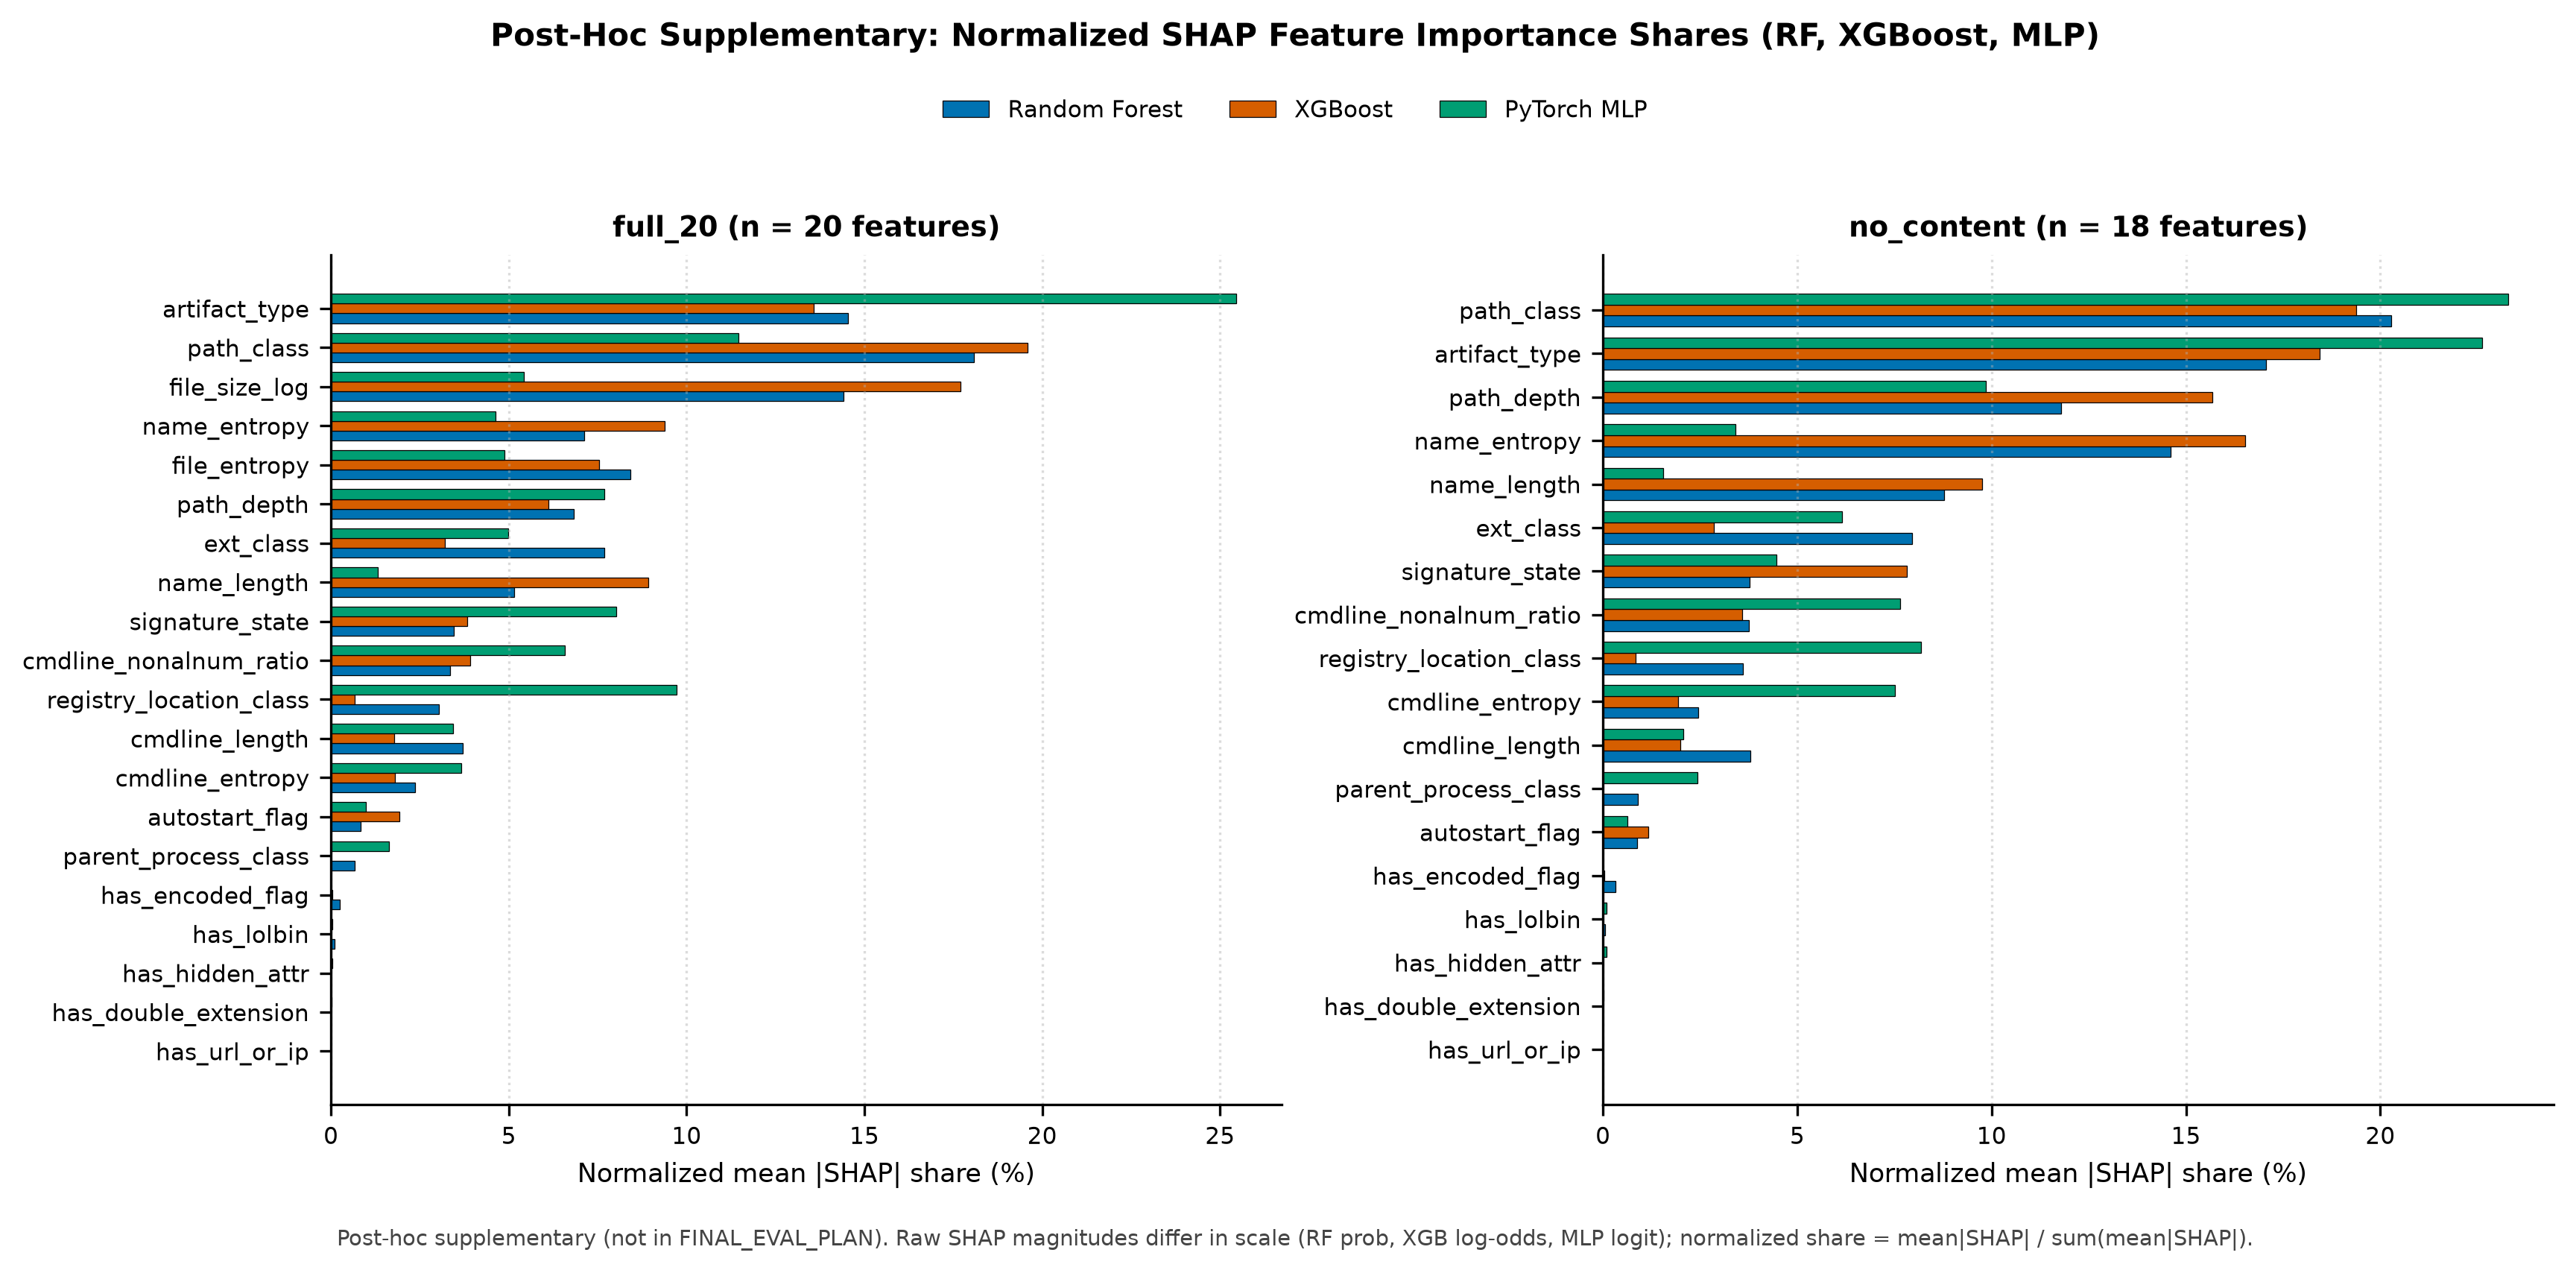 Post-Hoc Supplementary: Normalized SHAP Feature Importance Shares (RF, XGBoost, MLP)
Random Forest XGBoost PyTorch MLP
full_20 (n = 20 features)
artifact_type
path_class
file_size_log
name_entropy
file_entropy
path_depth
ext_class
name_length
signature_state
cmdline_nonalnum_ratio
registry_location_class
cmdline_length
cmdline_entropy
autostart_flag
parent_process_class
has_encoded_flag
has_lolbin
has_hidden_attr
has_double_extension
has_url_or_ip
0 5 10 15 20 25
Normalized mean |SHAP| share (%)
no_content (n = 18 features)
path_class
artifact_type
path_depth
name_entropy
name_length
ext_class
signature_state
cmdline_nonalnum_ratio
registry_location_class
cmdline_entropy
cmdline_length
parent_process_class
autostart_flag
has_encoded_flag
has_lolbin
has_hidden_attr
has_double_extension
has_url_or_ip
0 5 10 15 20
Normalized mean |SHAP| share (%)
Post-hoc supplementary (not in FINAL_EVAL_PLAN). Raw SHAP magnitudes differ in scale (RF prob, XGB log-odds, MLP logit); normalized share = mean|SHAP| / sum(mean|SHAP|).